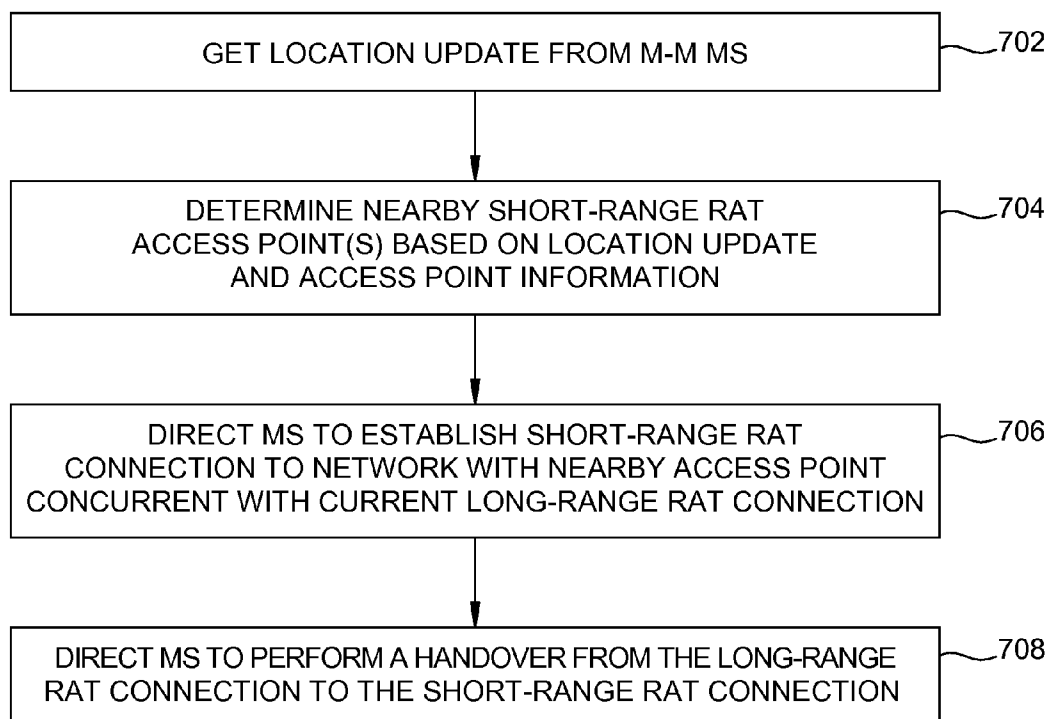 GET LOCATION UPDATE FROM M-M MS
702
DETERMINE NEARBY SHORT-RANGE RAT
ACCESS POINT(S) BASED ON LOCATION UPDATE
AND ACCESS POINT INFORMATION
704
DIRECT MS TO ESTABLISH SHORT-RANGE RAT
CONNECTION TO NETWORK WITH NEARBY ACCESS POINT
CONCURRENT WITH CURRENT LONG-RANGE RAT CONNECTION
706
DIRECT MS TO PERFORM A HANDOVER FROM THE LONG-RANGE
RAT CONNECTION TO THE SHORT-RANGE RAT CONNECTION
708